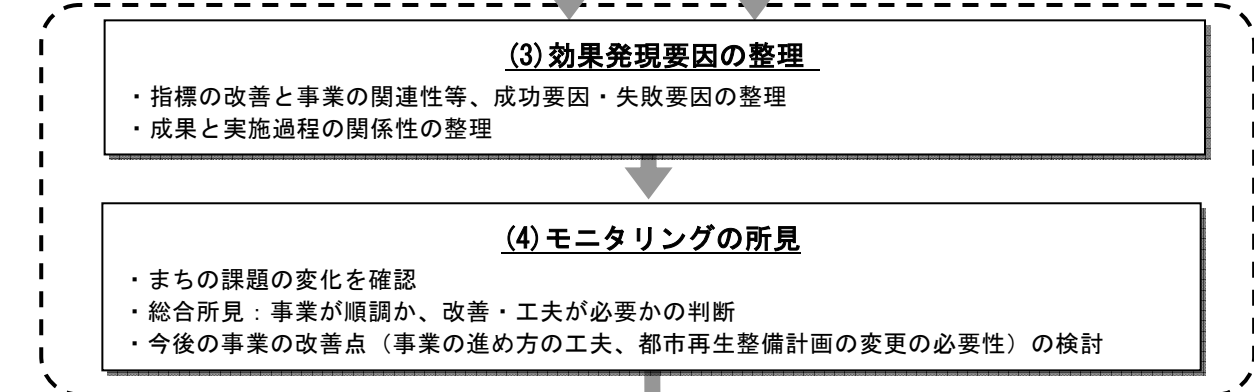 (3)効果発現要因の整理
・指標の改善と事業の関連性等、成功要因・失敗要因の整理
・成果と実施過程の関係性の整理
(4)モニタリングの所見
・まちの課題の変化を確認
・総合所見：事業が順調か、改善・工夫が必要かの判断
・今後の事業の改善点（事業の進め方の工夫、都市再生整備計画の変更の必要性）の検討